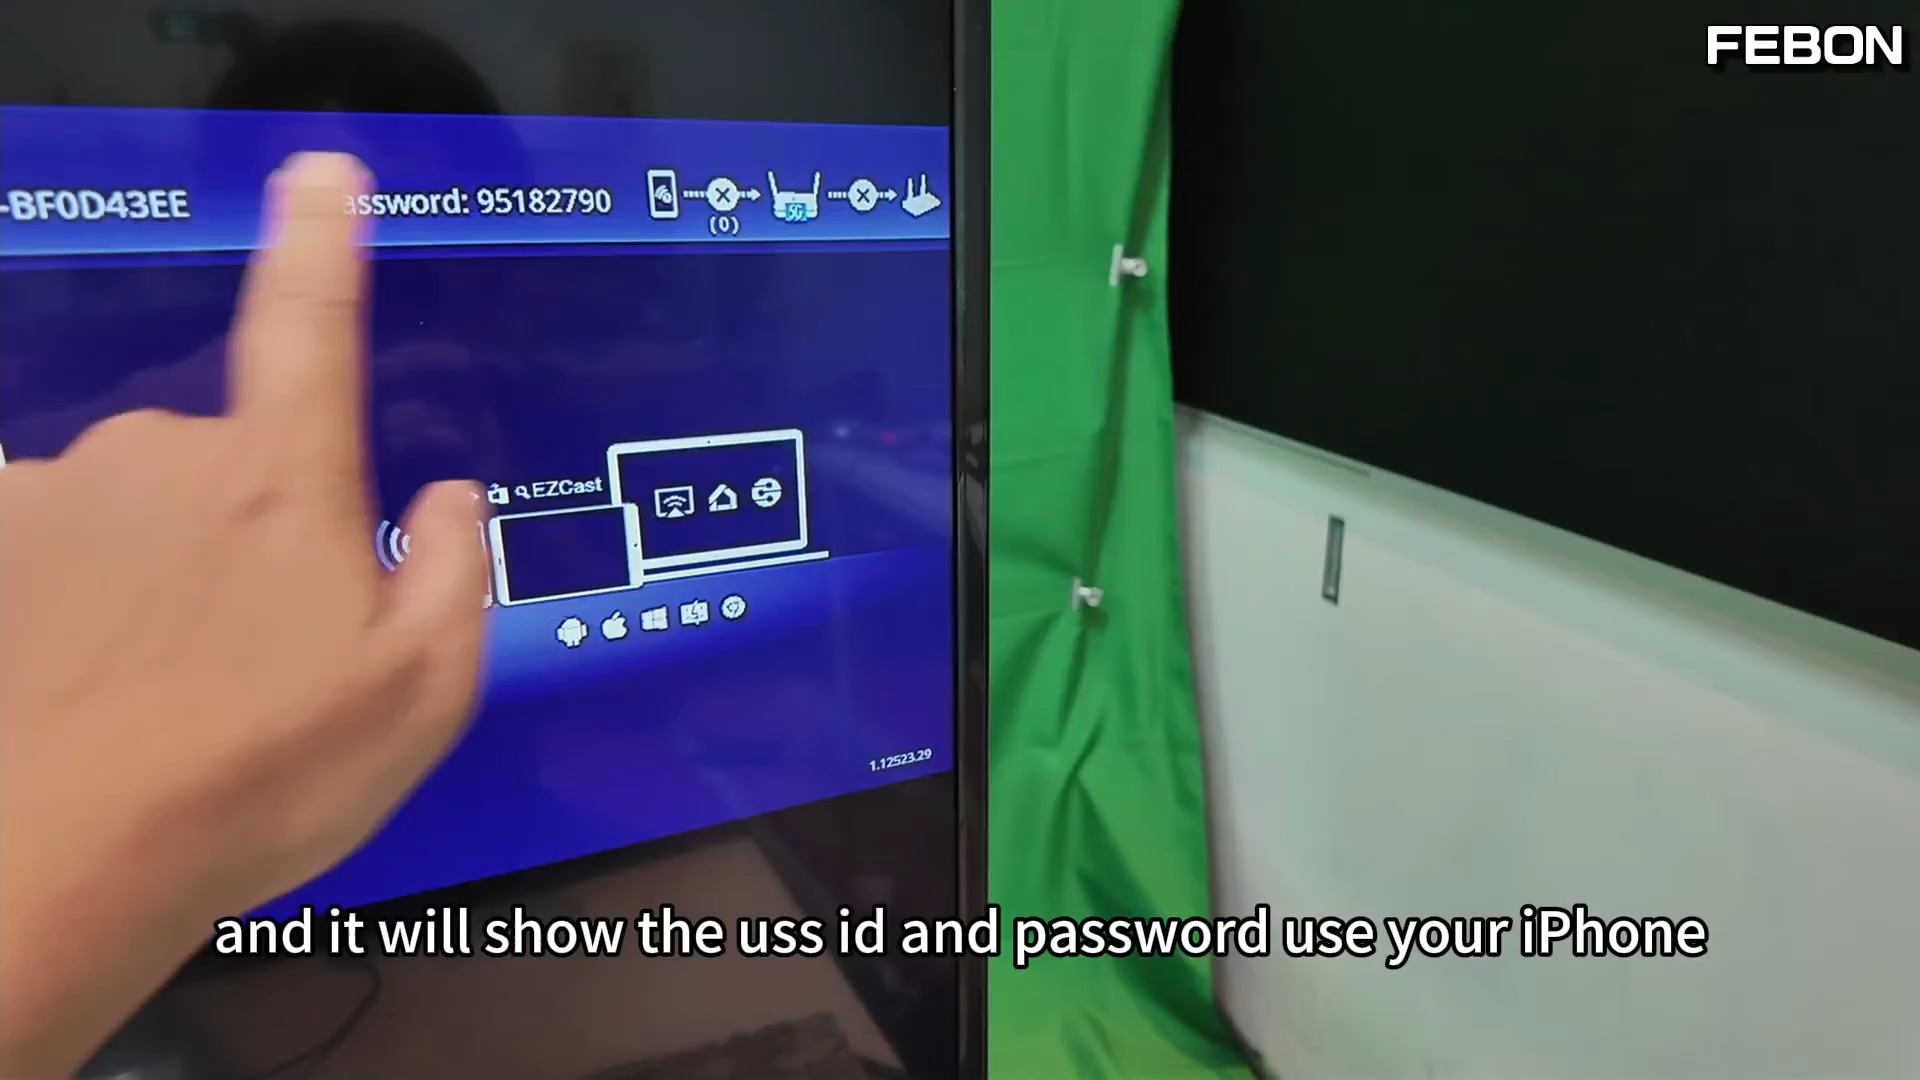 FEBON
-BF0D43EE
assword: 95182790
5G
(0)
EZCast
1.12523.29
and it will show the uss id and password use your iPhone